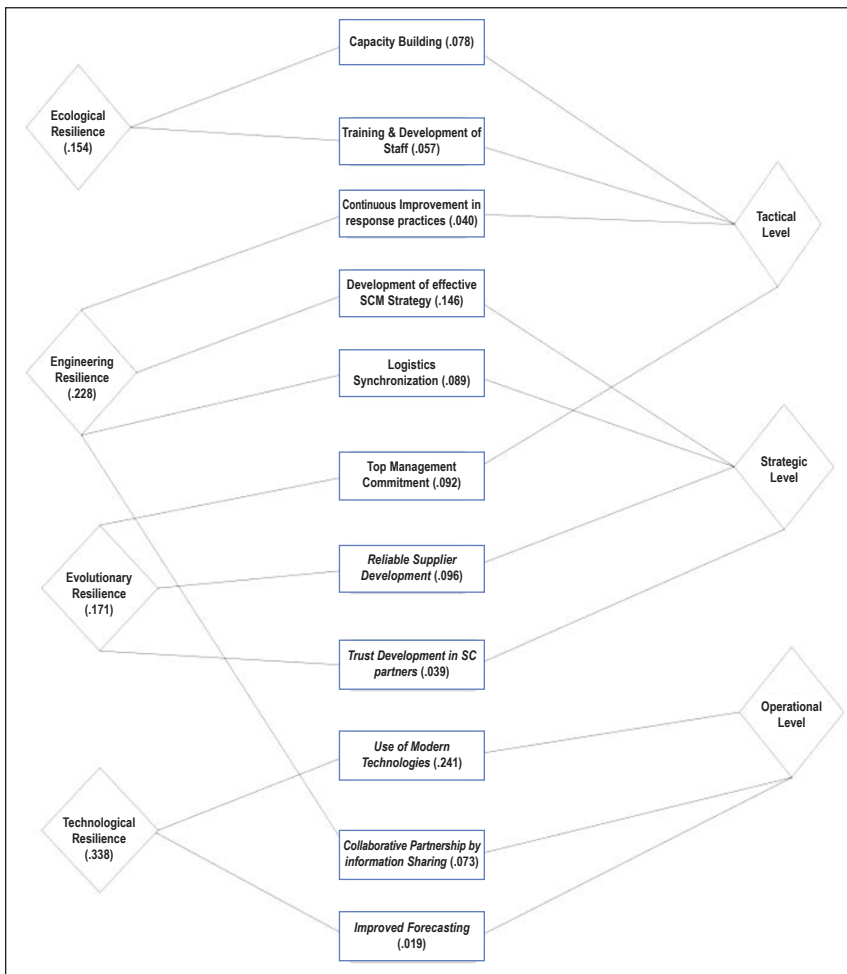 Capacity Building (.078)
Ecological
Resilience
(.154)
Training & Development of
Staff (.057)
Continuous Improvement in
response practices (.040)
Tactical
Level
Development of effective
SCM Strategy (.146)
Engineering
Resilience
(.228)
Logistics
Synchronization (.089)
Top Management
Commitment (.092)
Strategic
Level
Reliable Supplier
Development (.096)
Evolutionary
Resilience
(.171)
Trust Development in SC
partners (.039)
Operational
Level
Use of Modern
Technologies (.241)
Technological
Resilience
(.338)
Collaborative Partnership by
information Sharing (.073)
Improved Forecasting
(.019)